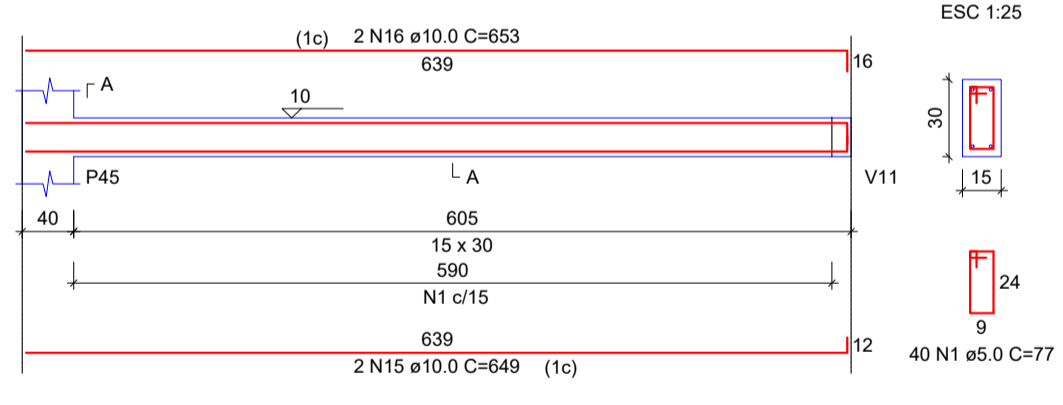 ESC 1:25
(1c) 2 N16 ø10.0 C=653
639
16
A
10
30
P45
A
V11
15
40
605
15 x 30
590
N1 c/15
24
9
40 N1 ø5.0 C=77
639
12
2 N15 ø10.0 C=649 (1c)